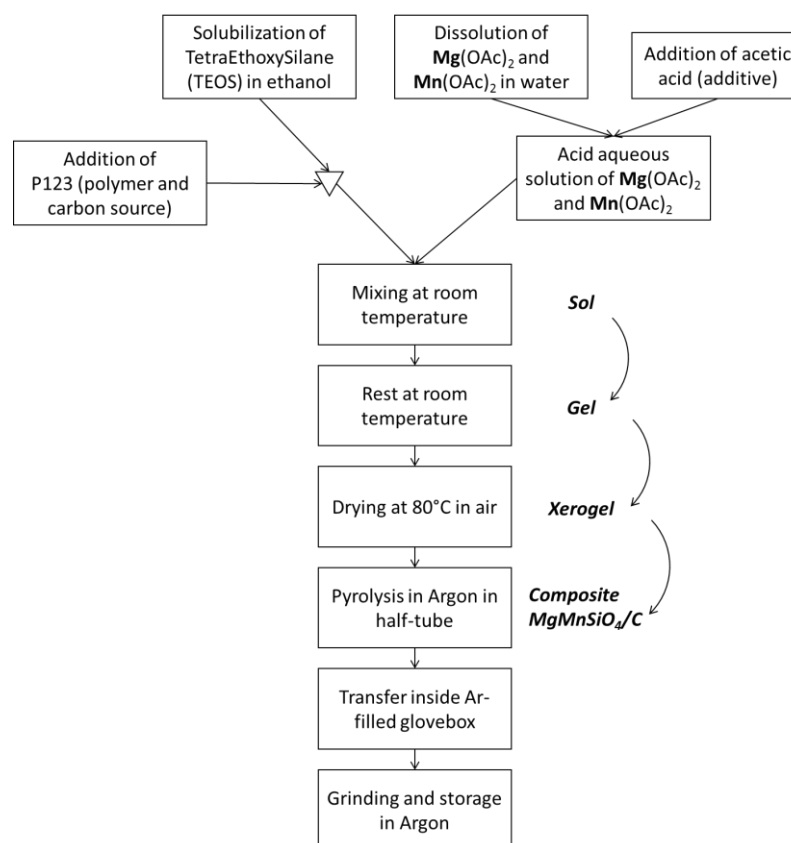 Solubilization of
TetraEthoxySilane
(TEOS) in ethanol
Dissolution of
Mg(OAc)₂ and
Mn(OAc)₂ in water
Addition of acetic
acid (additive)
Addition of
P123 (polymer and
carbon source)
Acid aqueous
solution of Mg(OAc)₂
and Mn(OAc)₂
Mixing at room
temperature
Sol
Rest at room
temperature
Gel
Drying at 80°C in air
Xerogel
Pyrolysis in Argon in
half-tube
Composite
MgMnSiO₄/C
Transfer inside Ar-
filled glovebox
Grinding and storage
in Argon